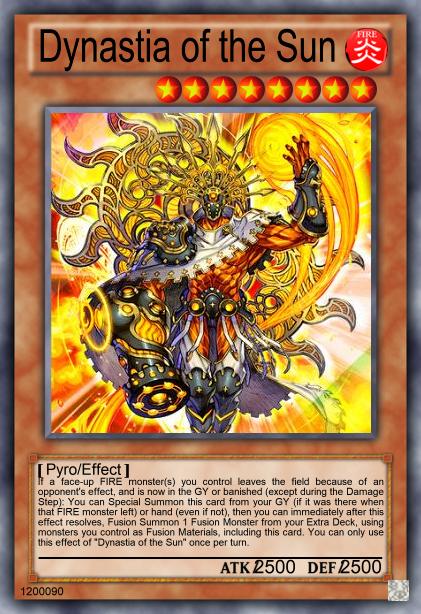 Dynastia of the Sun
FIRE
炎
[ Pyro/Effect ]
If a face-up FIRE monster(s) you control leaves the field because of an
opponent's effect, and is now in the GY or banished (except during the Damage
Step): You can Special Summon this card from your GY (if it was there when
that FIRE monster left) or hand (even if not), then you can immediately after this
effect resolves, Fusion Summon 1 Fusion Monster from your Extra Deck, using
monsters you control as Fusion Materials, including this card. You can only use
this effect of "Dynastia of the Sun" once per turn.
ATK 2500 DEF 2500
1200090